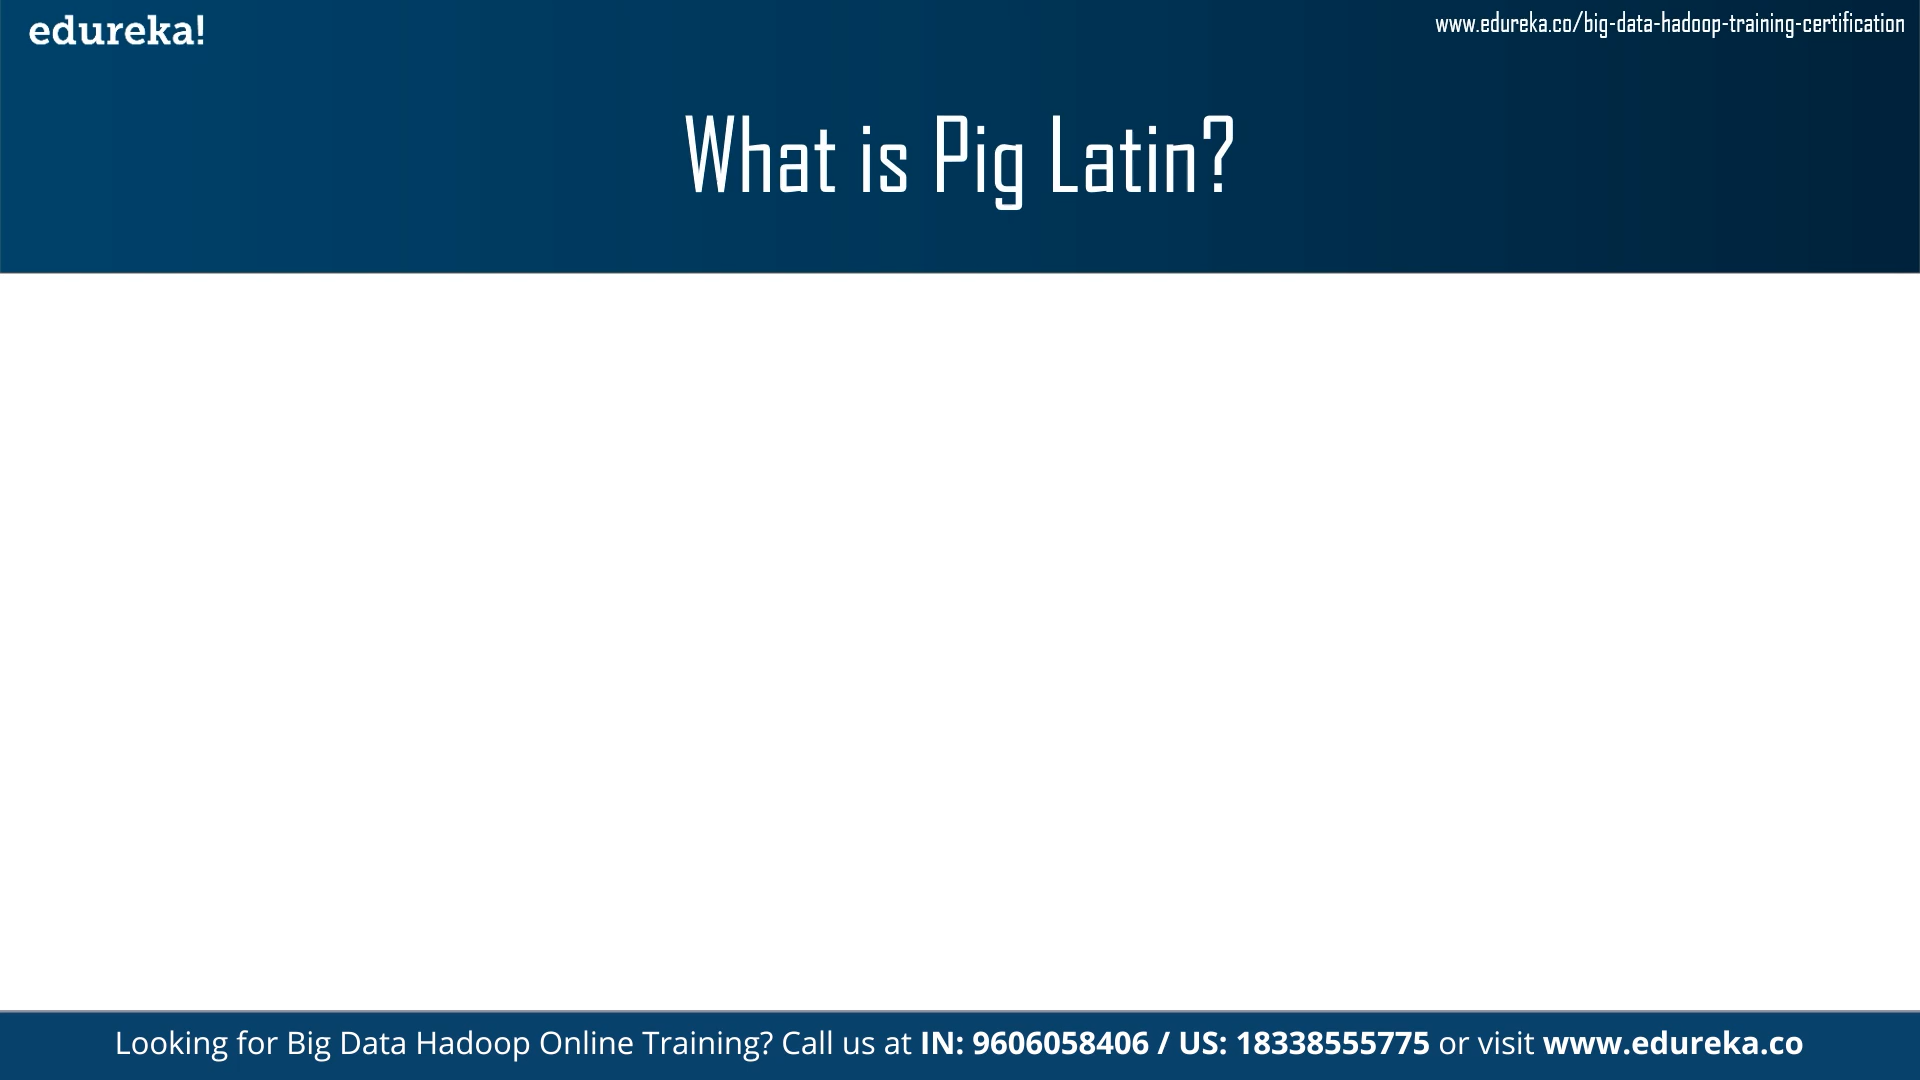 edureka!
www.edureka.co/big-data-hadoop-training-certification
What is Pig Latin?
Looking for Big Data Hadoop Online Training? Call us at IN: 9606058406 / US: 18338555775 or visit www.edureka.co